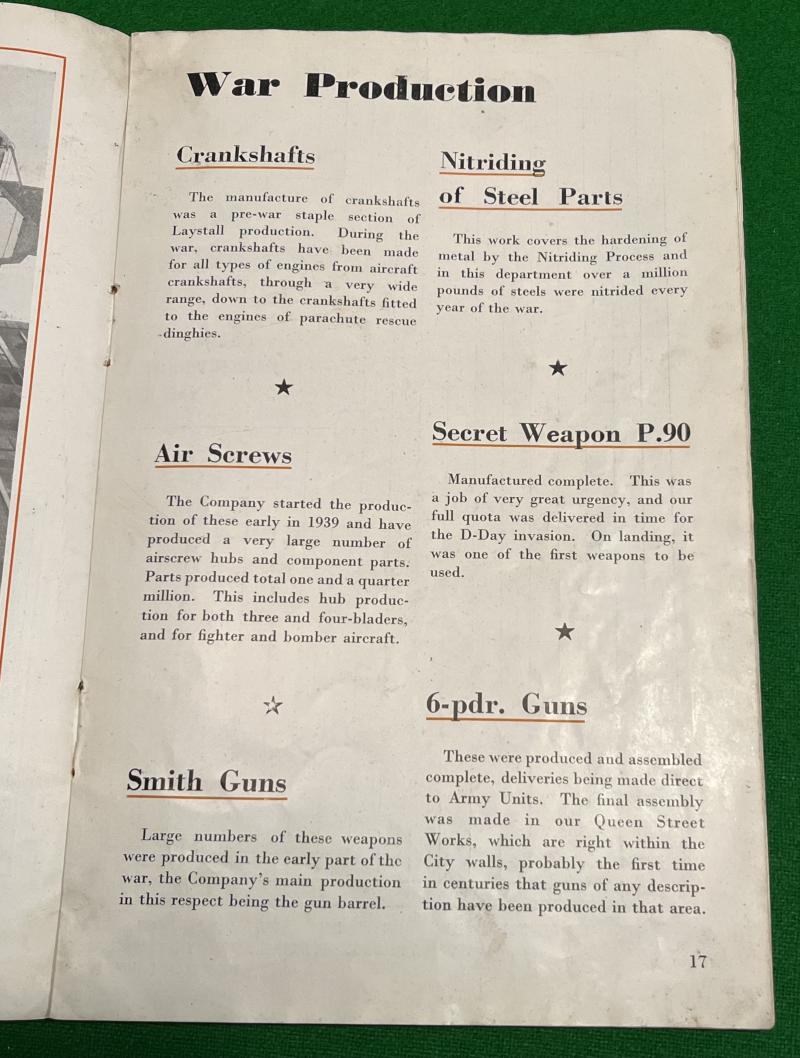 War Production
Crankshafts
The manufacture of crankshafts
was a pre-war staple section of
Laystall production. During the
war, crankshafts have been made
for all types of engines from aircraft
crankshafts, through a very wide
range, down to the crankshafts fitted
to the engines of parachute rescue
dinghies.
★
Air Screws
The Company started the produc-
tion of these early in 1939 and have
produced a very large number of
airscrew hubs and component parts.
Parts produced total one and a quarter
million. This includes hub produc-
tion for both three and four-bladers,
and for fighter and bomber aircraft.
☆
Smith Guns
Large numbers of these weapons
were produced in the early part of the
war, the Company's main production
in this respect being the gun barrel.
Nitriding
of Steel Parts
This work covers the hardening of
metal by the Nitriding Process and
in this department over a million
pounds of steels were nitrided every
year of the war.
★
Secret Weapon P.90
Manufactured complete. This was
a job of very great urgency, and our
full quota was delivered in time for
the D-Day invasion. On landing, it
was one of the first weapons to be
used.
★
6-pdr. Guns
These were produced and assembled
complete, deliveries being made direct
to Army Units. The final assembly
was made in our Queen Street
Works, which are right within the
City walls, probably the first time
in centuries that guns of any descrip-
tion have been produced in that area.
17